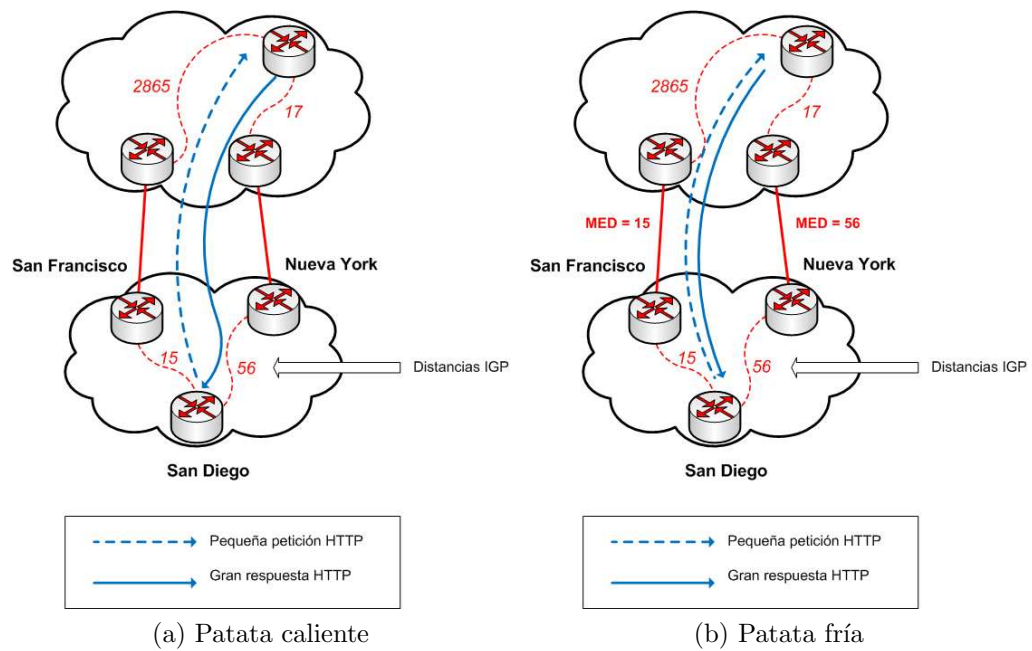 2865
17
San Francisco
Nueva York
15
56
Distancias IGP
San Diego
Pequeña petición HTTP
Gran respuesta HTTP
(a) Patata caliente
2865
17
MED = 15
MED = 56
San Francisco
Nueva York
15
56
Distancias IGP
San Diego
Pequeña petición HTTP
Gran respuesta HTTP
(b) Patata fría